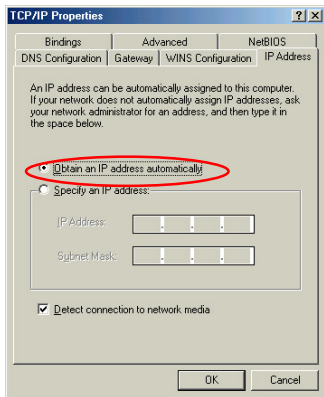 TCP/IP Properties
Bindings Advanced NetBIOS
DNS Configuration Gateway WINS Configuration IP Address
An IP address can be automatically assigned to this computer.
If your network does not automatically assign IP addresses, ask
your network administrator for an address, and then type it in
the space below.
Obtain an IP address automatically
Specify an IP address:
IP Address:
Subnet Mask:
Detect connection to network media
OK Cancel